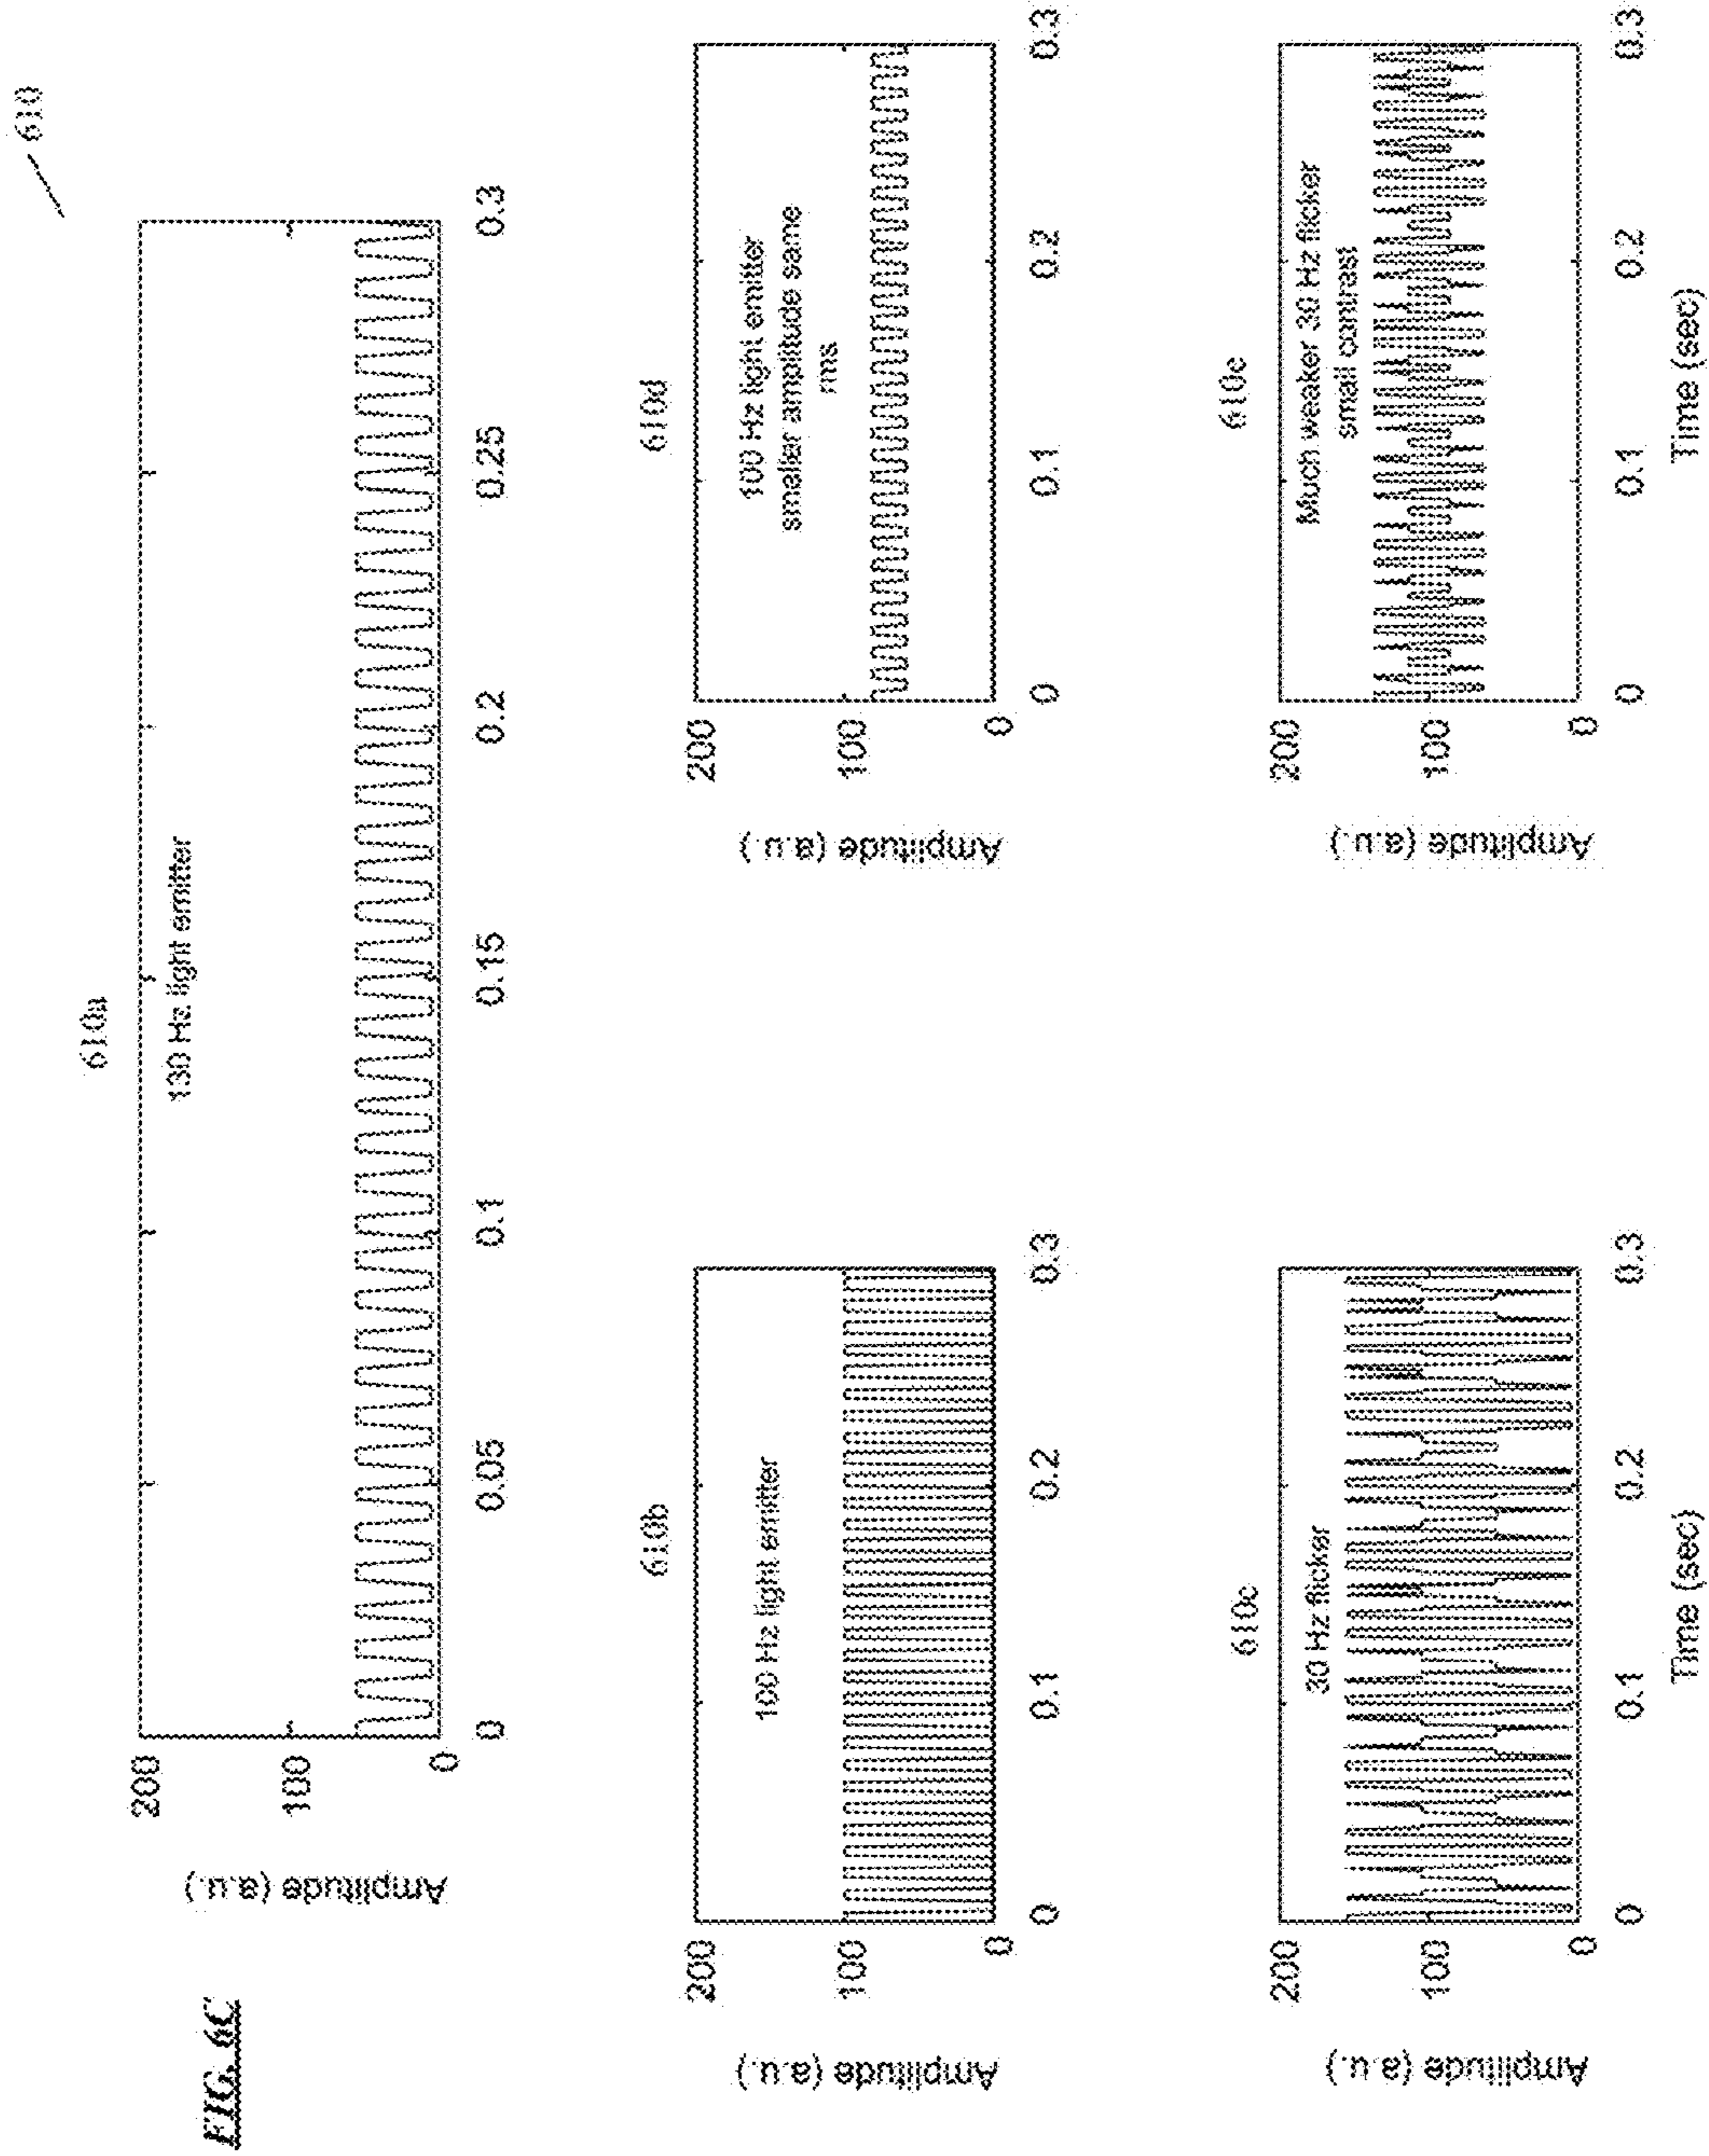 FIG. 6C
610
610a
130 Hz light emitter
Amplitude (a.u.)
200
100
0
0
0.05
0.1
0.15
0.2
0.25
0.3
610b
100 Hz light emitter
Amplitude (a.u.)
200
100
0
0
0.1
0.2
0.3
610d
100 Hz light emitter
smaller amplitude same
rms
Amplitude (a.u.)
200
100
0
0
0.1
0.2
0.3
610c
30 Hz flicker
Amplitude (a.u.)
200
100
0
0
0.1
0.2
0.3
Time (sec)
610e
Much weaker 30 Hz flicker
small contrast
Amplitude (a.u.)
200
100
0
0
0.1
0.2
0.3
Time (sec)